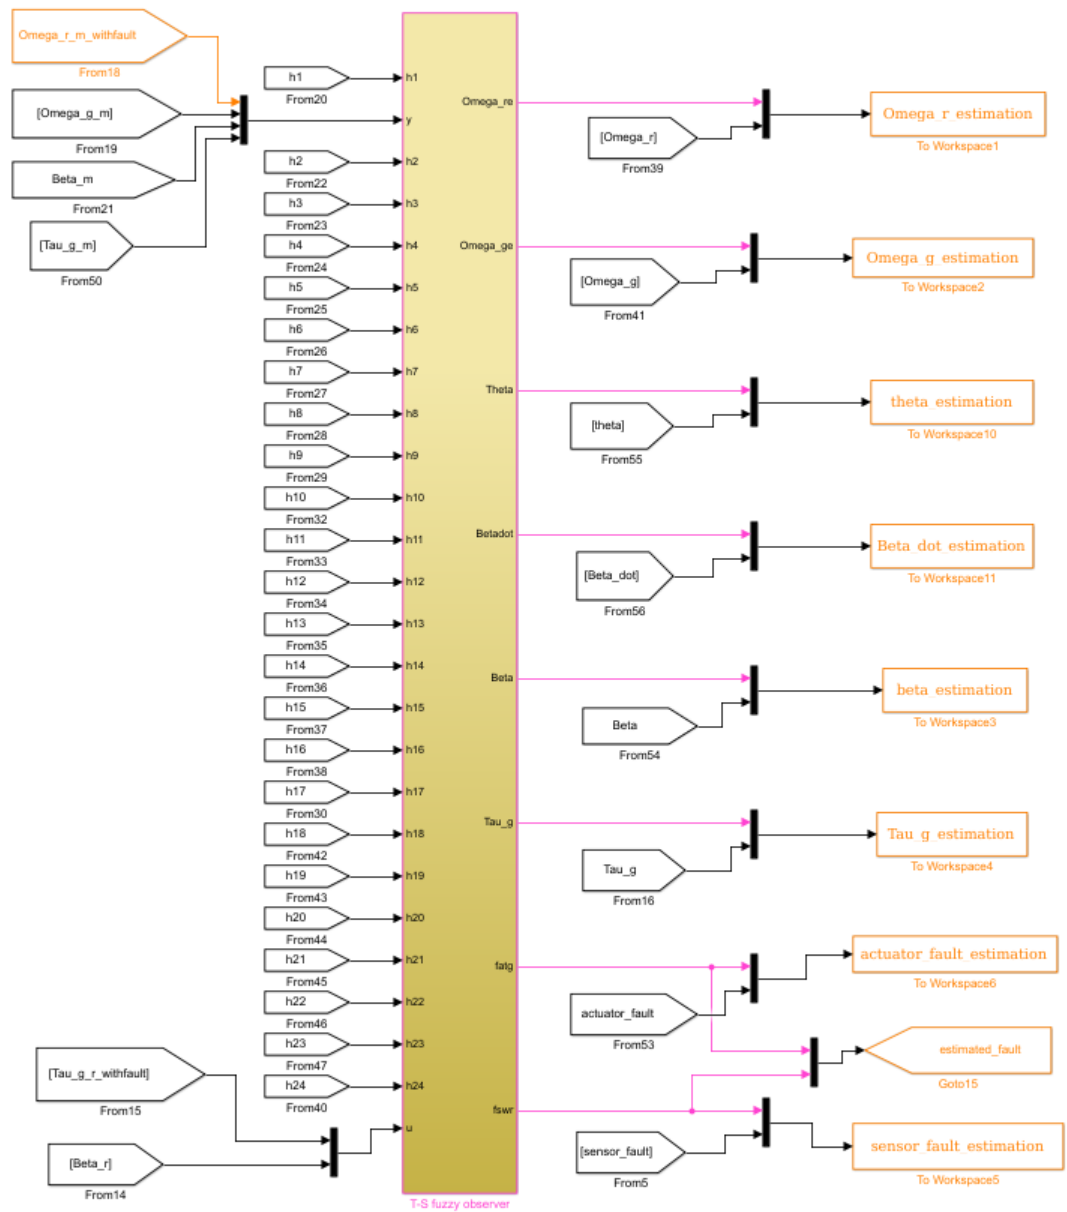 Omega_r_m_withfault
From18
[Omega_g_m]
From19
Beta_m
From21
[Tau_g_m]
From50
h1
From20
h2
From22
h3
From23
h4
From24
h5
From25
h6
From26
h7
From27
h8
From28
h9
From29
h10
From32
h11
From33
h12
From34
h13
From35
h14
From36
h15
From37
h16
From38
h17
From30
h18
From42
h19
From43
h20
From44
h21
From45
h22
From46
h23
From47
h24
From40
[Tau_g_r_withfault]
From15
[Beta_r]
From14
h1
y
h2
h3
h4
h5
h6
h7
h8
h9
h10
h11
h12
h13
h14
h15
h16
h17
h18
h19
h20
h21
h22
h23
h24
u
Omega_re
Omega_ge
Theta
Betadot
Beta
Tau_g
fatg
fswr
T-S fuzzy observer
[Omega_r]
From39
Omega r estimation
To Workspace1
[Omega_g]
From41
Omega g estimation
To Workspace2
[theta]
From55
theta estimation
To Workspace10
[Beta_dot]
From56
Beta dot estimation
To Workspace11
Beta
From54
beta estimation
To Workspace3
Tau_g
From16
Tau g estimation
To Workspace4
actuator_fault
From53
actuator fault estimation
To Workspace6
estimated_fault
Goto15
[sensor_fault]
From5
sensor_fault_estimation
To Workspace5